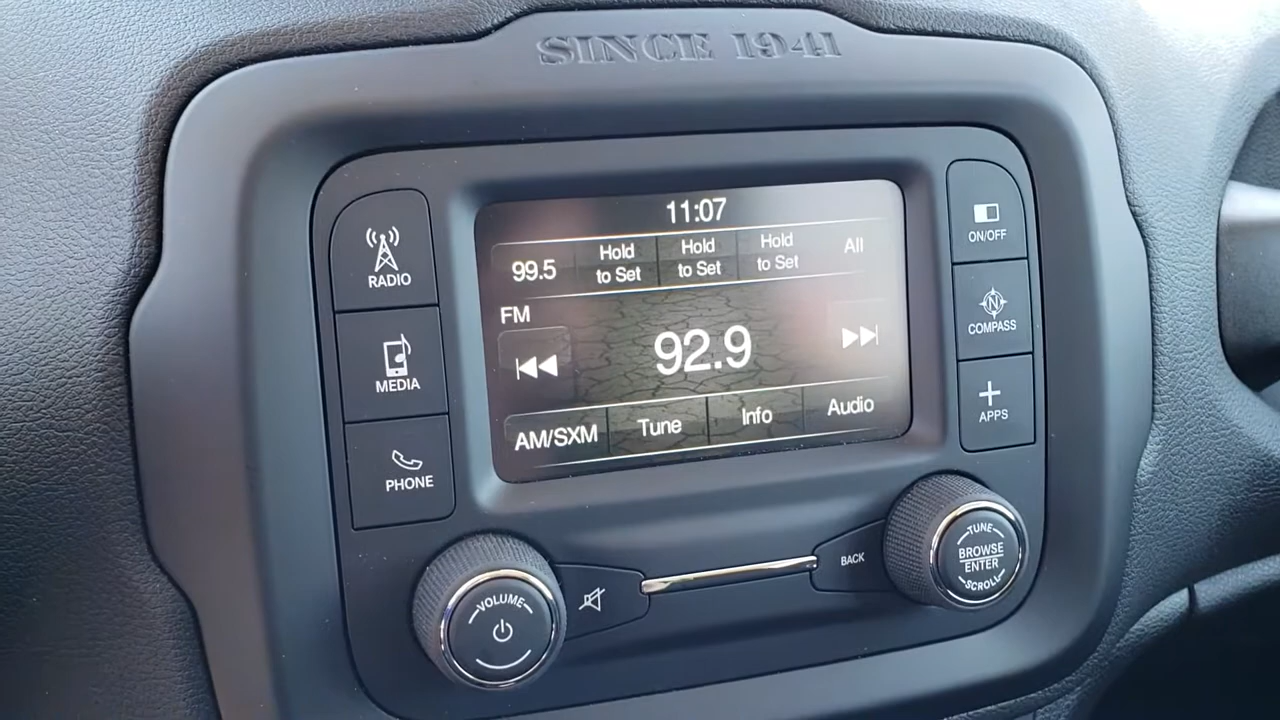 SINCE 1941
RADIO
MEDIA
PHONE
11:07
99.5
Hold
to Set
Hold
to Set
Hold
to Set
All
FM
92.9
AM/SXM
Tune
Info
Audio
ON/OFF
N
COMPASS
APPS
VOLUME
BACK
TUNE
BROWSE
ENTER
SCROLL